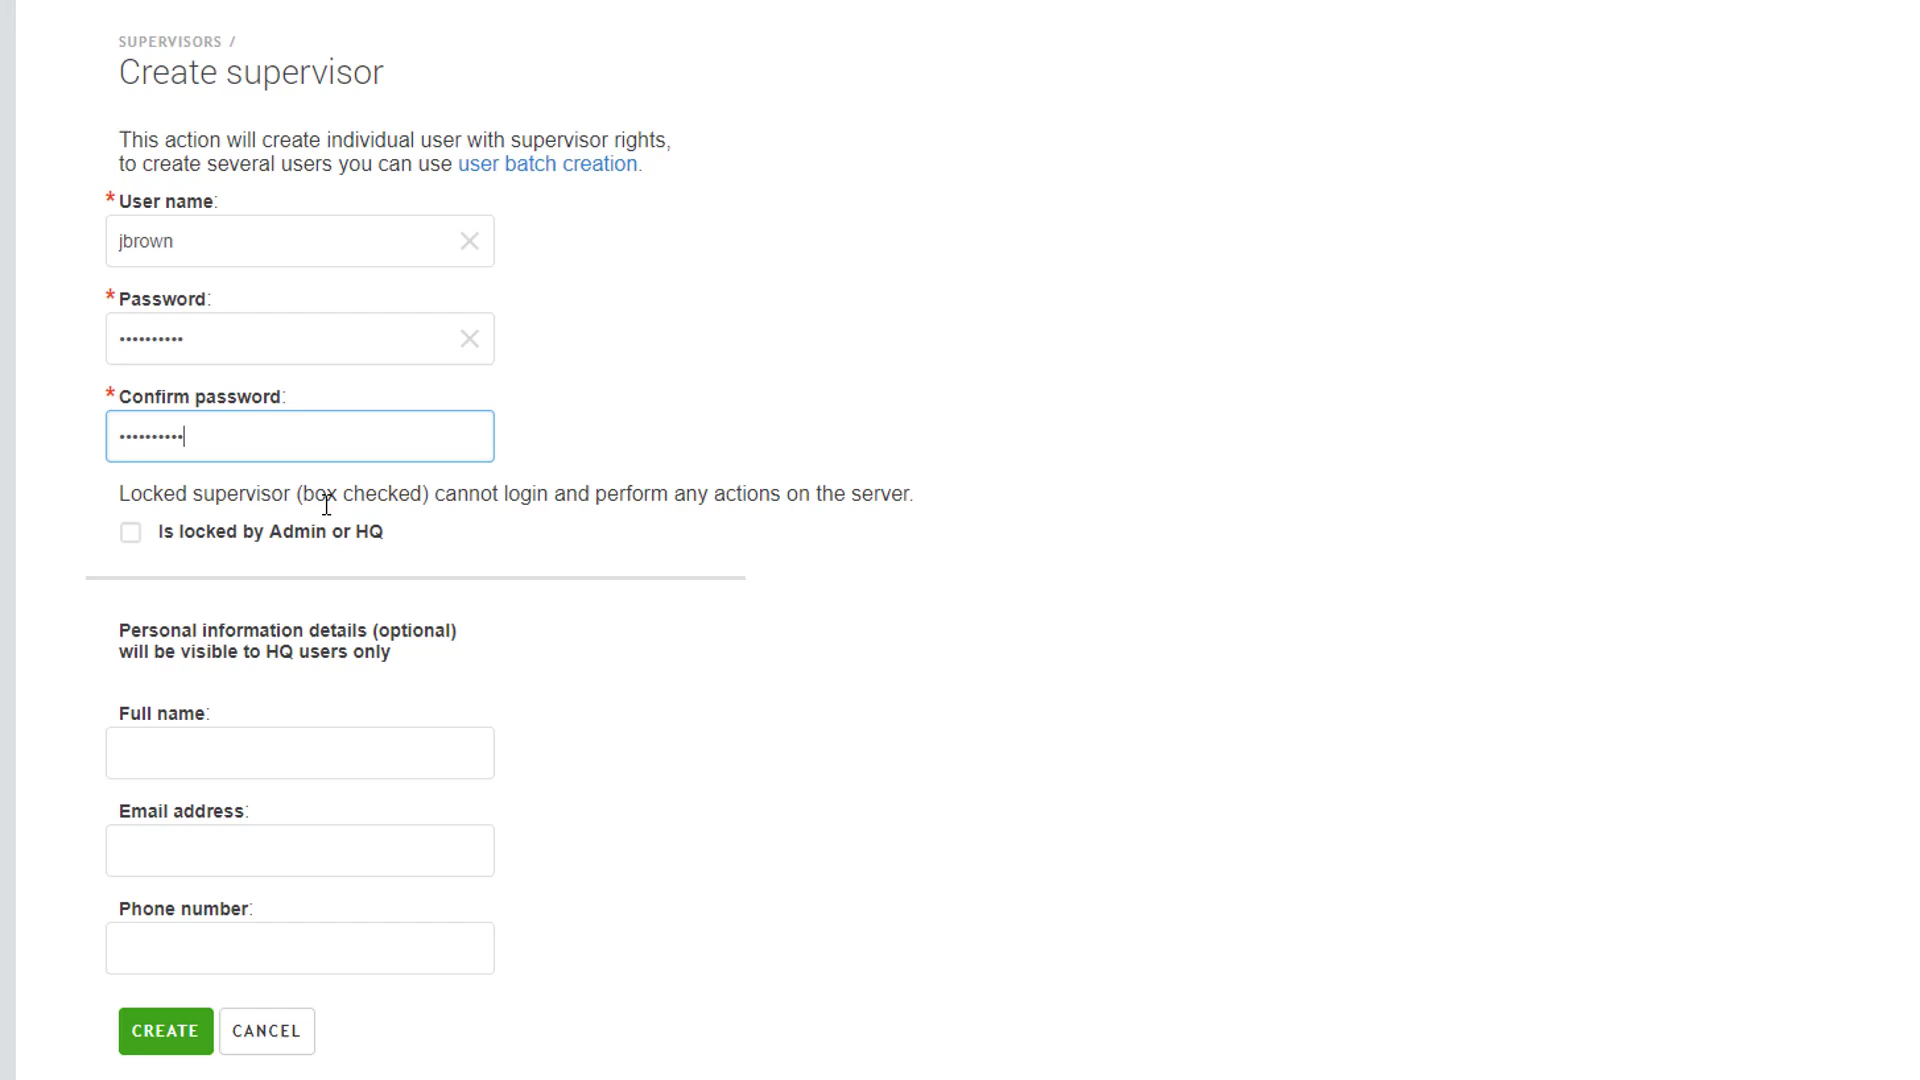 SUPERVISORS /
Create supervisor
This action will create individual user with supervisor rights,
to create several users you can use user batch creation.
* User name:
jbrown
* Password:
••••••••••
* Confirm password:
••••••••••
Locked supervisor (box checked) cannot login and perform any actions on the server.
Is locked by Admin or HQ
Personal information details (optional)
will be visible to HQ users only
Full name:
Email address:
Phone number:
CREATE CANCEL